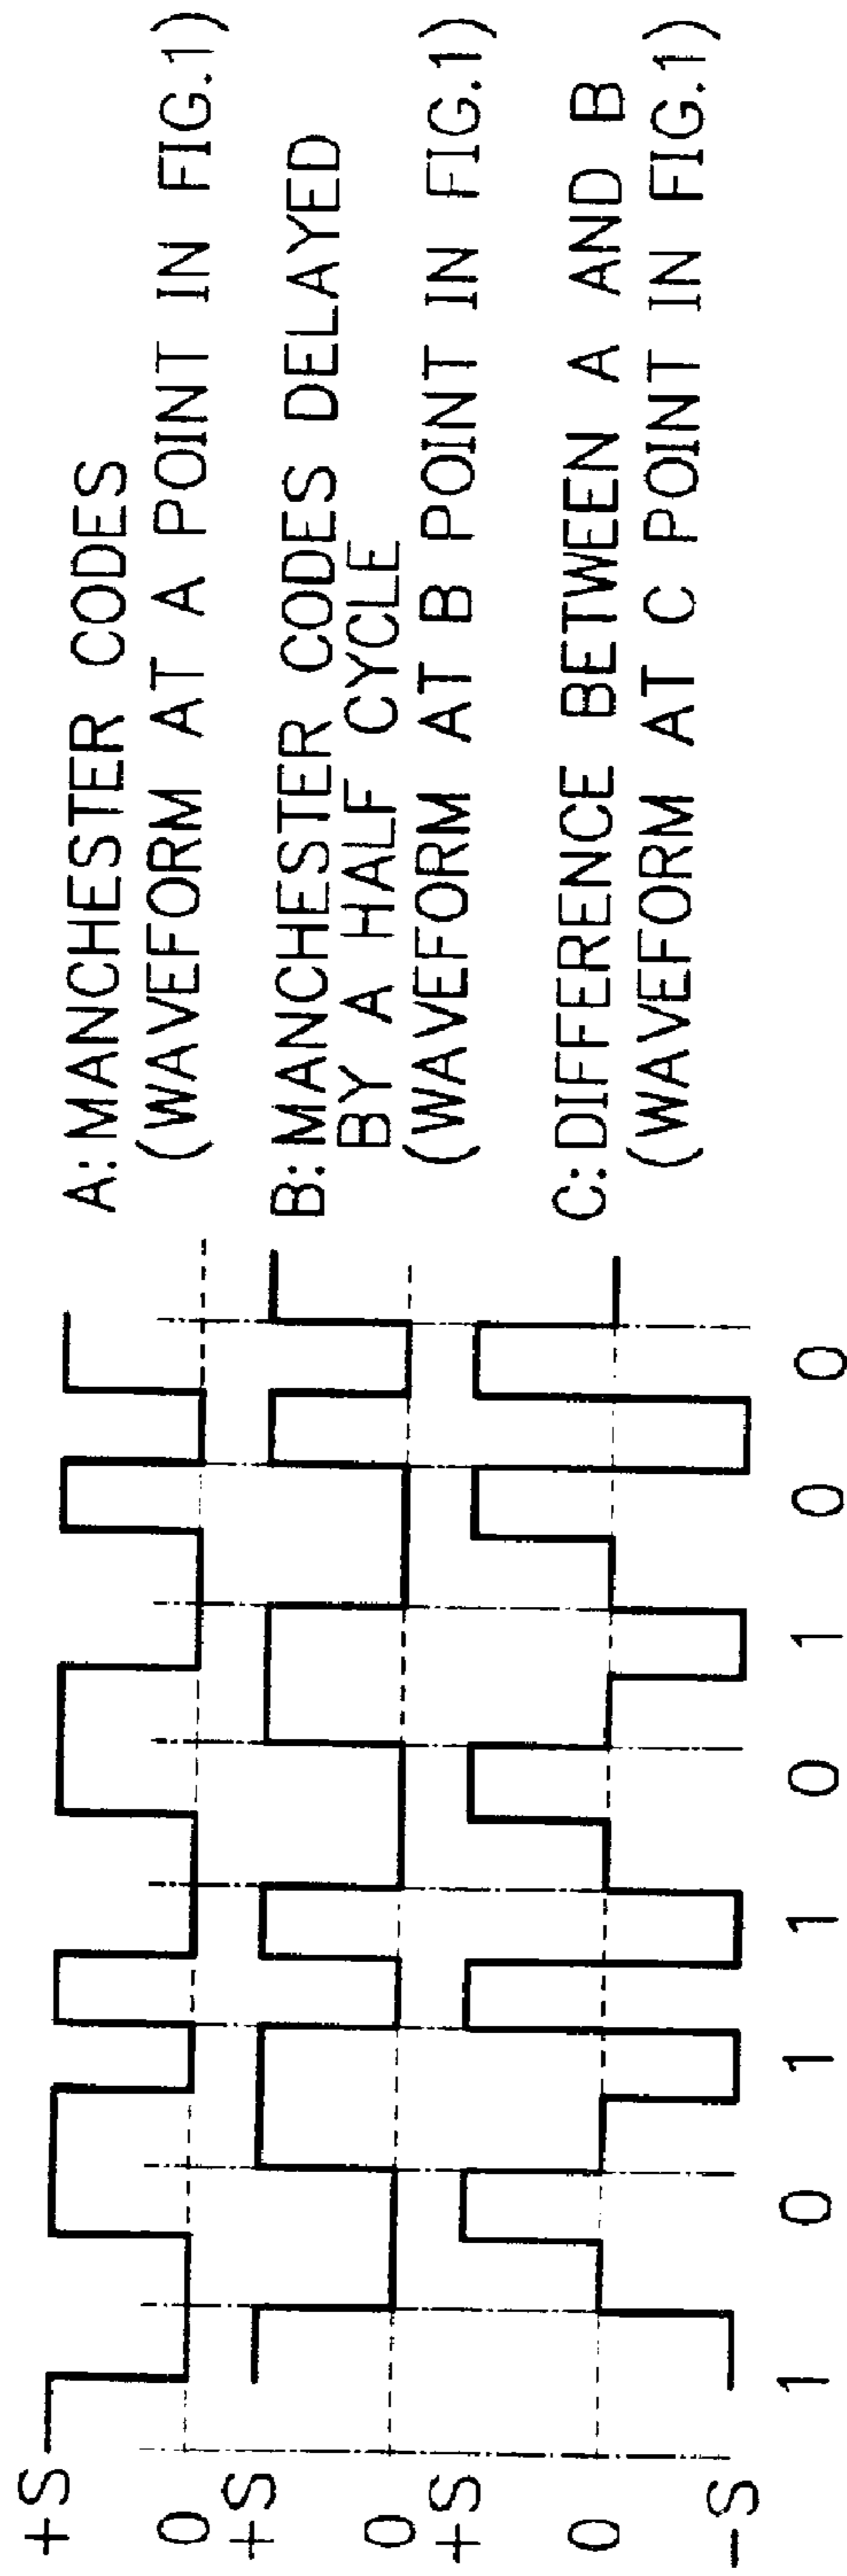 +S
0
+S
0
+S
0
-S
1 0 1 1 0 1 0 0
A: MANCHESTER CODES
(WAVEFORM AT A POINT IN FIG.1)
B: MANCHESTER CODES DELAYED
BY A HALF CYCLE
(WAVEFORM AT B POINT IN FIG.1)
C: DIFFERENCE BETWEEN A AND B
(WAVEFORM AT C POINT IN FIG.1)